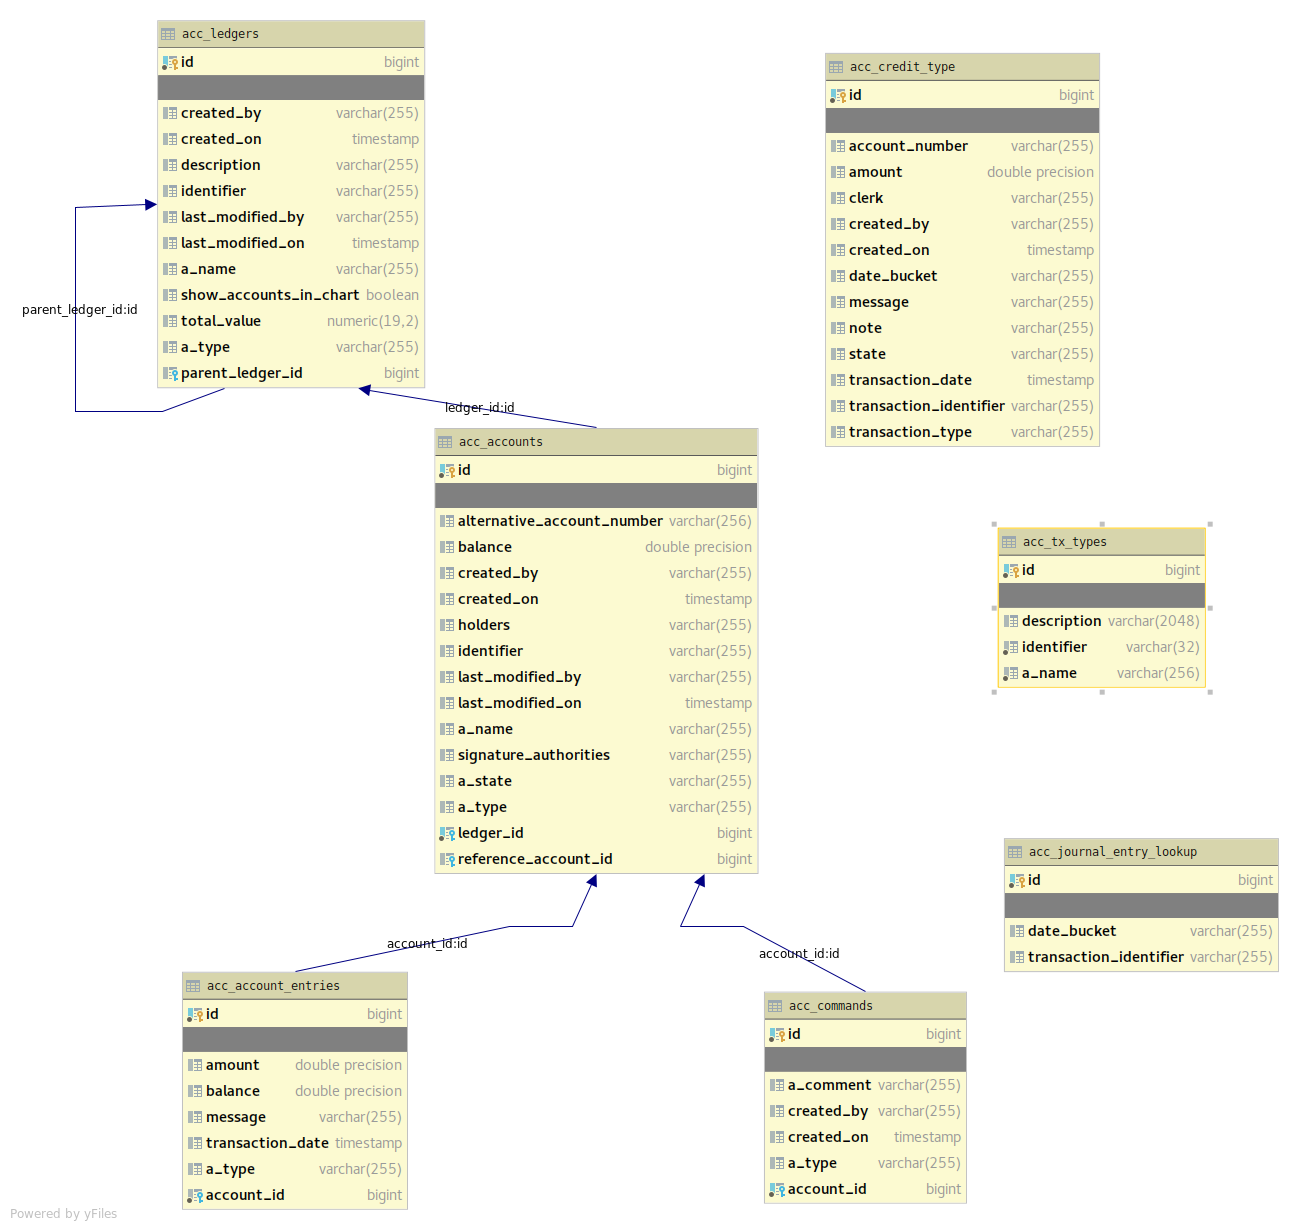 acc_ledgers
id bigint
created_by varchar(255)
created_on timestamp
description varchar(255)
identifier varchar(255)
last_modified_by varchar(255)
last_modified_on timestamp
a_name varchar(255)
show_accounts_in_chart boolean
total_value numeric(19,2)
a_type varchar(255)
parent_ledger_id bigint
parent_ledger_id:id
ledger_id:id
acc_credit_type
id bigint
account_number varchar(255)
amount double precision
clerk varchar(255)
created_by varchar(255)
created_on timestamp
date_bucket varchar(255)
message varchar(255)
note varchar(255)
state varchar(255)
transaction_date timestamp
transaction_identifier varchar(255)
transaction_type varchar(255)
acc_accounts
id bigint
alternative_account_number varchar(256)
balance double precision
created_by varchar(255)
created_on timestamp
holders varchar(255)
identifier varchar(255)
last_modified_by varchar(255)
last_modified_on timestamp
a_name varchar(255)
signature_authorities varchar(255)
a_state varchar(255)
a_type varchar(255)
ledger_id bigint
reference_account_id bigint
acc_tx_types
id bigint
description varchar(2048)
identifier varchar(32)
a_name varchar(256)
acc_journal_entry_lookup
id bigint
date_bucket varchar(255)
transaction_identifier varchar(255)
account_id:id
account_id:id
acc_account_entries
id bigint
amount double precision
balance double precision
message varchar(255)
transaction_date timestamp
a_type varchar(255)
account_id bigint
acc_commands
id bigint
a_comment varchar(255)
created_by varchar(255)
created_on timestamp
a_type varchar(255)
account_id bigint
Powered by yFiles